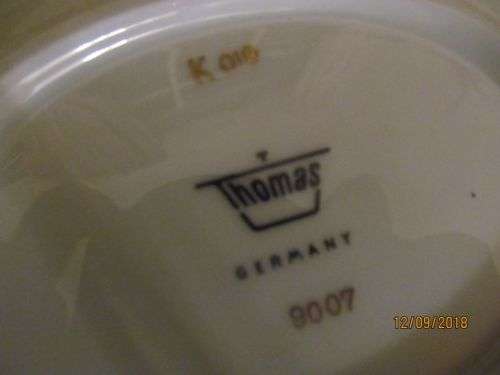 K 016
T
Thomas
GERMANY
9007
12/09/2018